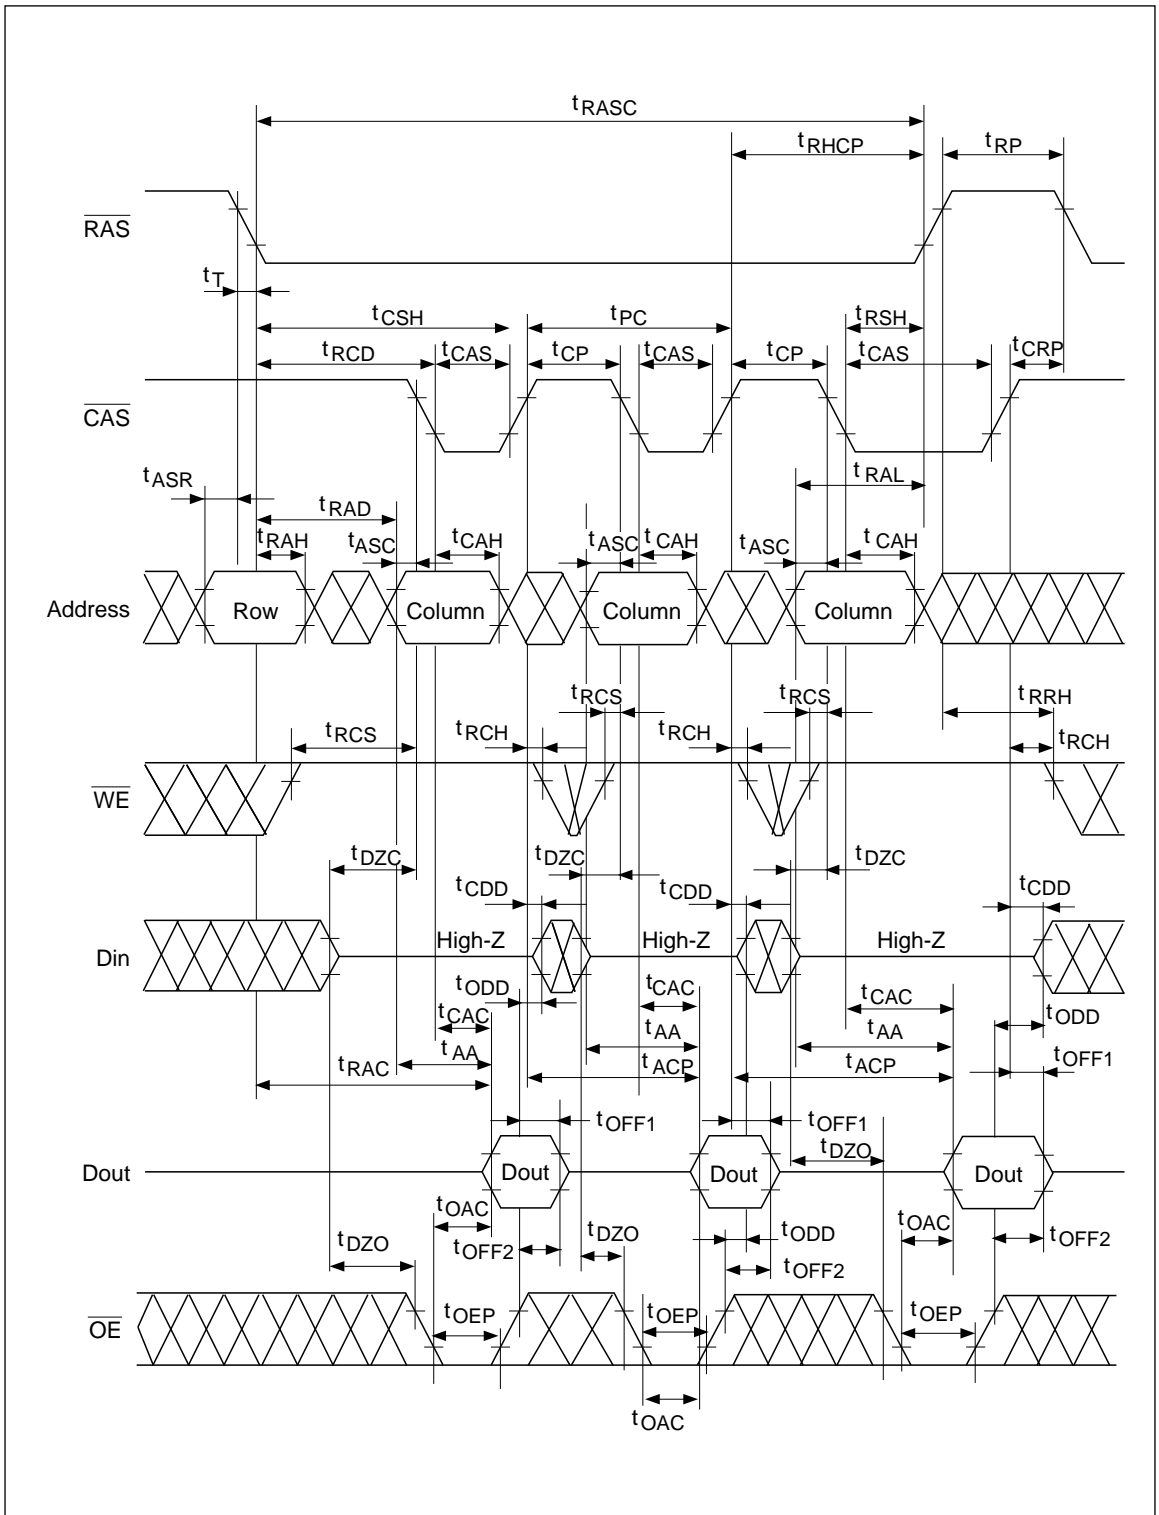 tRASC
tRHCP tRP
RAS
tT
tCSH tPC tRSH
tRCD tCAS tCP tCAS tCP tCAS tCRP
CAS
tASR tRAL
tRAD
tRAH tASC tCAH tASC tCAH tASC tCAH
Address Row Column Column Column
tRCS tRCS tRRH
tRCS tRCH tRCH tRCH
WE
tDZC tDZC tDZC
tCDD tCDD tCDD
Din High-Z High-Z High-Z
tODD tCAC tCAC tODD
tCAC tAA tAA
tRAC tAA tACP tACP tOFF1
tOFF1 tOFF1
tDZO
Dout Dout Dout Dout
tOAC tOAC
tDZO tOFF2 tDZO tODD tOFF2
tOFF2
OE tOEP tOEP tOEP
tOAC